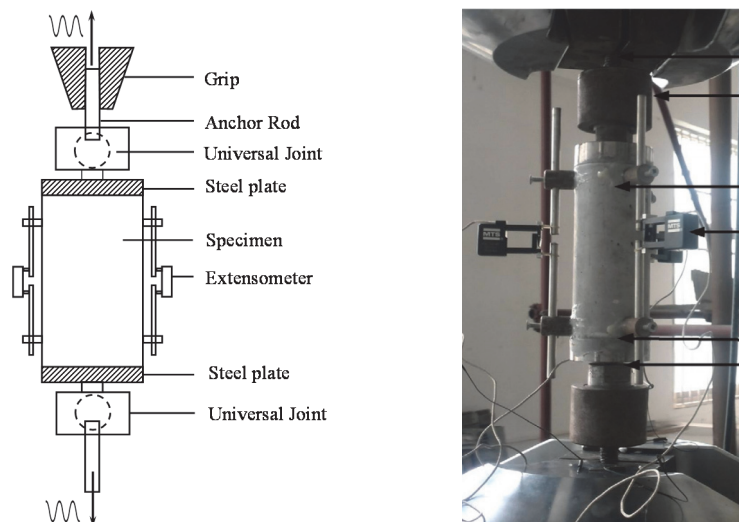 Grip
Anchor Rod
Universal Joint
Steel plate
Specimen
Extensometer
Steel plate
Universal Joint
MTS
MTS